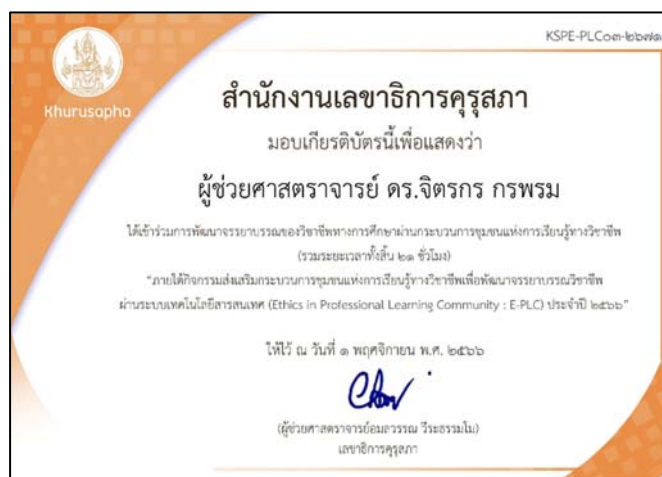 KSPE-PLC๐๓-๒๖๗๑
Khurusapha
สำนักงานเลขาธิการคุรุสภา
มอบเกียรติบัตรนี้เพื่อแสดงว่า
ผู้ช่วยศาสตราจารย์ ดร.จิตรกร กรพรม
ได้เข้าร่วมการพัฒนาจรรยาบรรณของวิชาชีพทางการศึกษาผ่านกระบวนการชุมชนแห่งการเรียนรู้ทางวิชาชีพ
(รวมระยะเวลาทั้งสิ้น ๒๑ ชั่วโมง)
"ภายใต้กิจกรรมส่งเสริมกระบวนการชุมชนแห่งการเรียนรู้ทางวิชาชีพเพื่อพัฒนาจรรยาบรรณวิชาชีพ
ผ่านระบบเทคโนโลยีสารสนเทศ (Ethics in Professional Learning Community : E-PLC) ประจำปี ๒๕๖๖"
ให้ไว้ ณ วันที่ ๑ พฤศจิกายน พ.ศ. ๒๕๖๖
(ผู้ช่วยศาสตราจารย์อมลวรรณ วีระธรรมโม)
เลขาธิการคุรุสภา